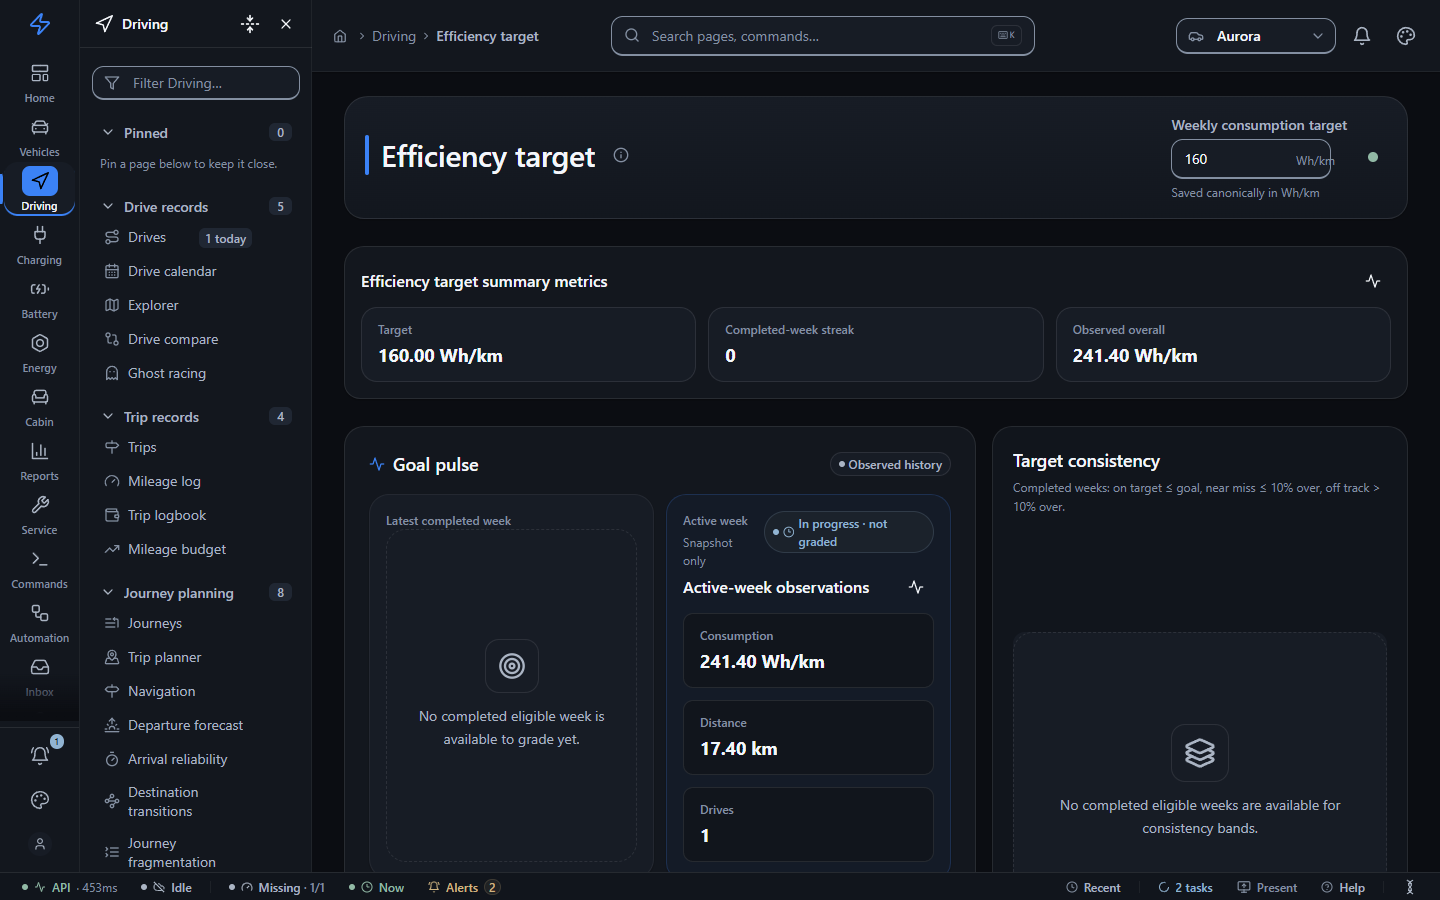 Driving
Home
Vehicles
Driving
Charging
Battery
Energy
Cabin
Reports
Service
Commands
Automation
Inbox
1
Filter Driving...
Pinned 0
Pin a page below to keep it close.
Drive records 5
Drives 1 today
Drive calendar
Explorer
Drive compare
Ghost racing
Trip records 4
Trips
Mileage log
Trip logbook
Mileage budget
Journey planning 8
Journeys
Trip planner
Navigation
Departure forecast
Arrival reliability
Destination
transitions
Journey
fragmentation
Driving Efficiency target
Search pages, commands...
K
Aurora
Efficiency target
Weekly consumption target
160 Wh/km
Saved canonically in Wh/km
Efficiency target summary metrics
Target
160.00 Wh/km
Completed-week streak
0
Observed overall
241.40 Wh/km
Goal pulse
Observed history
Latest completed week
No completed eligible week is
available to grade yet.
Active week
Snapshot
only
In progress · not
graded
Active-week observations
Consumption
241.40 Wh/km
Distance
17.40 km
Drives
1
Target consistency
Completed weeks: on target ≤ goal, near miss ≤ 10% over, off track >
10% over.
No completed eligible weeks are available for
consistency bands.
API · 453ms
Idle
Missing · 1/1
Now
Alerts 2
Recent
2 tasks
Present
Help